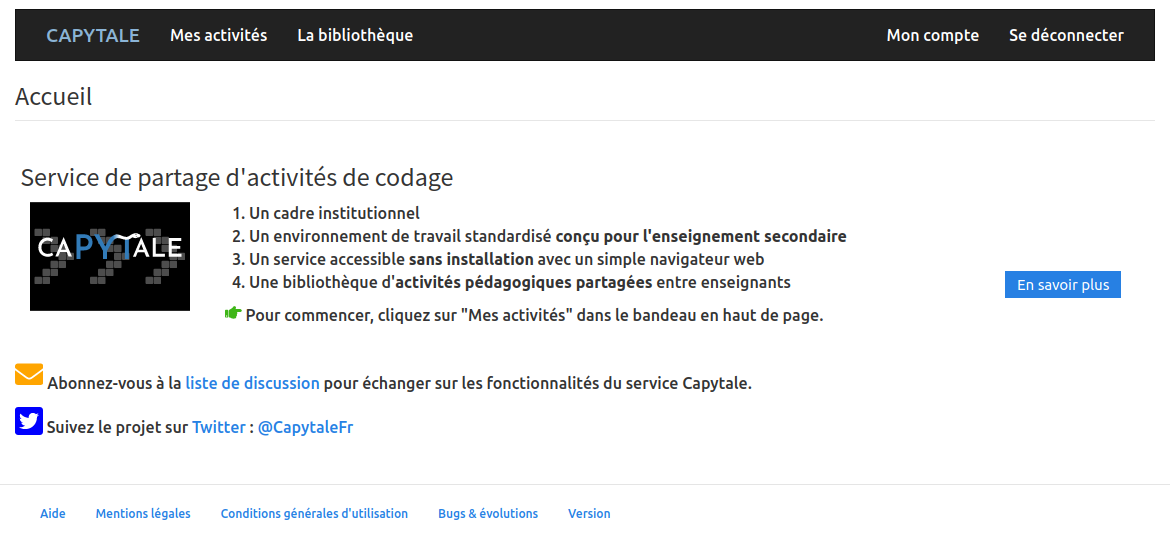 CAPYTALE Mes activités La bibliothèque Mon compte Se déconnecter
Accueil
Service de partage d'activités de codage
CAPYTALE
1. Un cadre institutionnel
2. Un environnement de travail standardisé conçu pour l'enseignement secondaire
3. Un service accessible sans installation avec un simple navigateur web
4. Une bibliothèque d'activités pédagogiques partagées entre enseignants
En savoir plus
Pour commencer, cliquez sur "Mes activités" dans le bandeau en haut de page.
Abonnez-vous à la liste de discussion pour échanger sur les fonctionnalités du service Capytale.
Suivez le projet sur Twitter : @CapytaleFr
Aide Mentions légales Conditions générales d'utilisation Bugs & évolutions Version